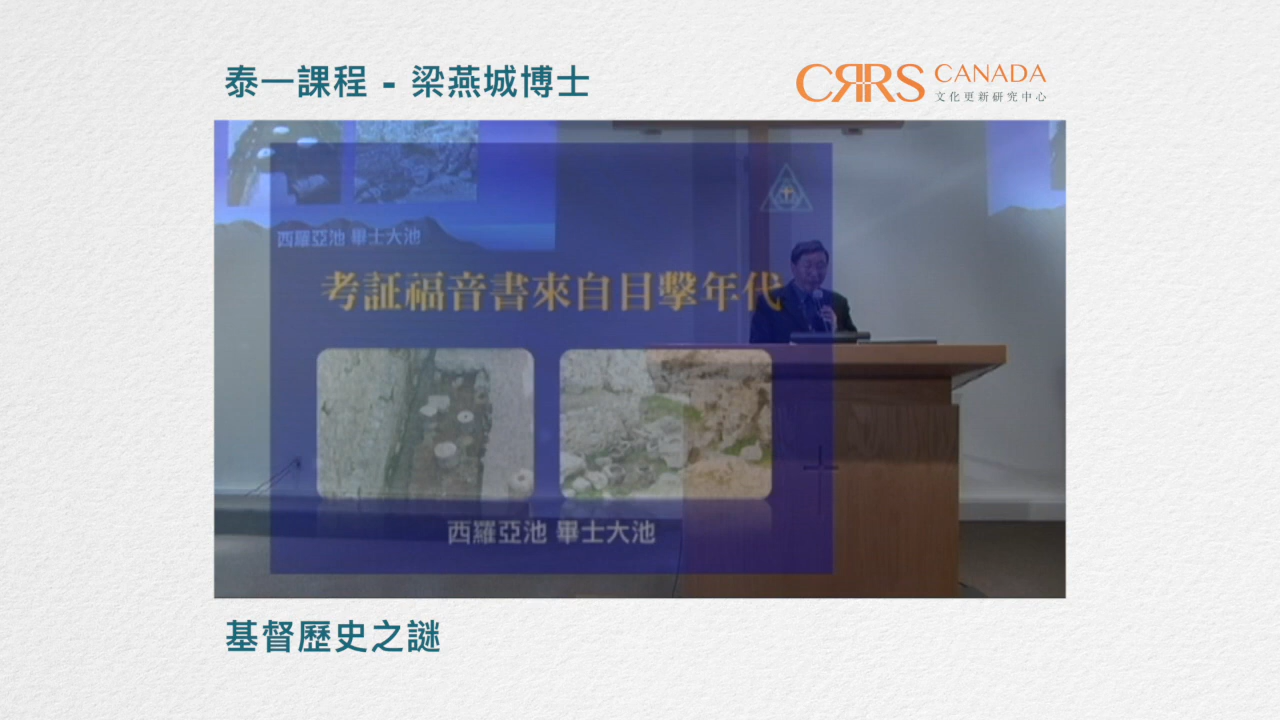 泰一課程 - 梁燕城博士
CRRS CANADA
文化更新研究中心
西羅亞池 畢士大池
考証福音書來自目擊年代
西羅亞池 畢士大池
基督歷史之謎